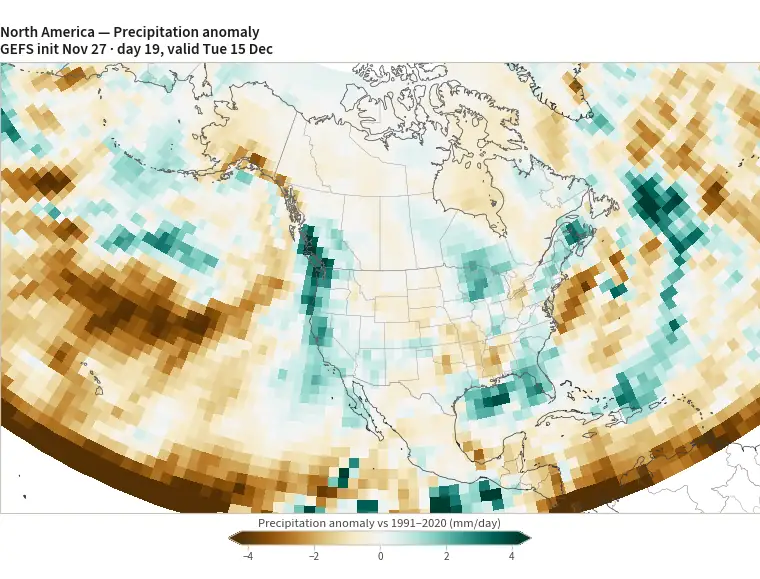 North America — Precipitation anomaly
GEFS init Nov 27 · day 19, valid Tue 15 Dec
Precipitation anomaly vs 1991–2020 (mm/day)
−4 −2 0 2 4